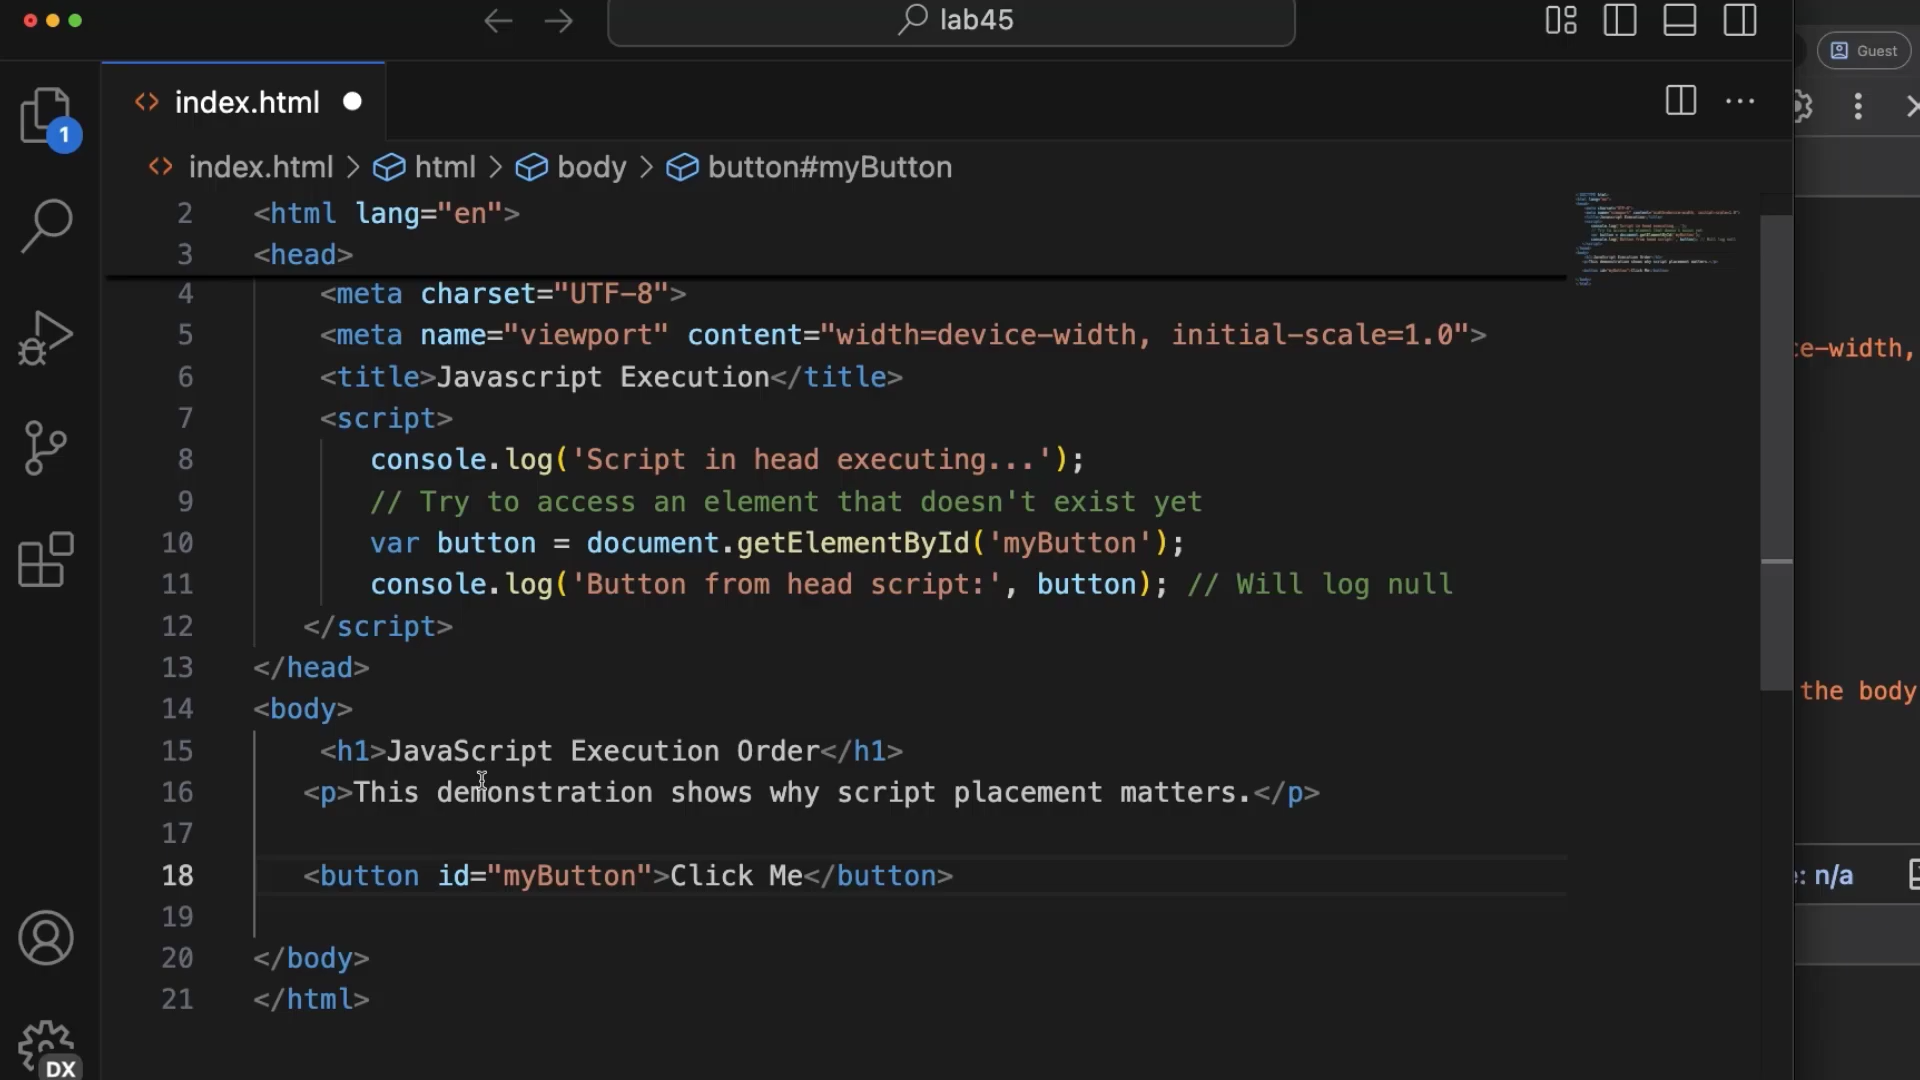 lab45
Guest
index.html
1
index.html > html > body > button#myButton
2 <html lang="en">
3 <head>
4 <meta charset="UTF-8">
5 <meta name="viewport" content="width=device-width, initial-scale=1.0">
ce-width,
6 <title>Javascript Execution</title>
7 <script>
8 console.log('Script in head executing...');
9 // Try to access an element that doesn't exist yet
10 var button = document.getElementById('myButton');
11 console.log('Button from head script:', button); // Will log null
12 </script>
13 </head>
the body
14 <body>
15 <h1>JavaScript Execution Order</h1>
16 <p>This demonstration shows why script placement matters.</p>
17
18 <button id="myButton">Click Me</button>
: n/a
19
20 </body>
21 </html>
DX